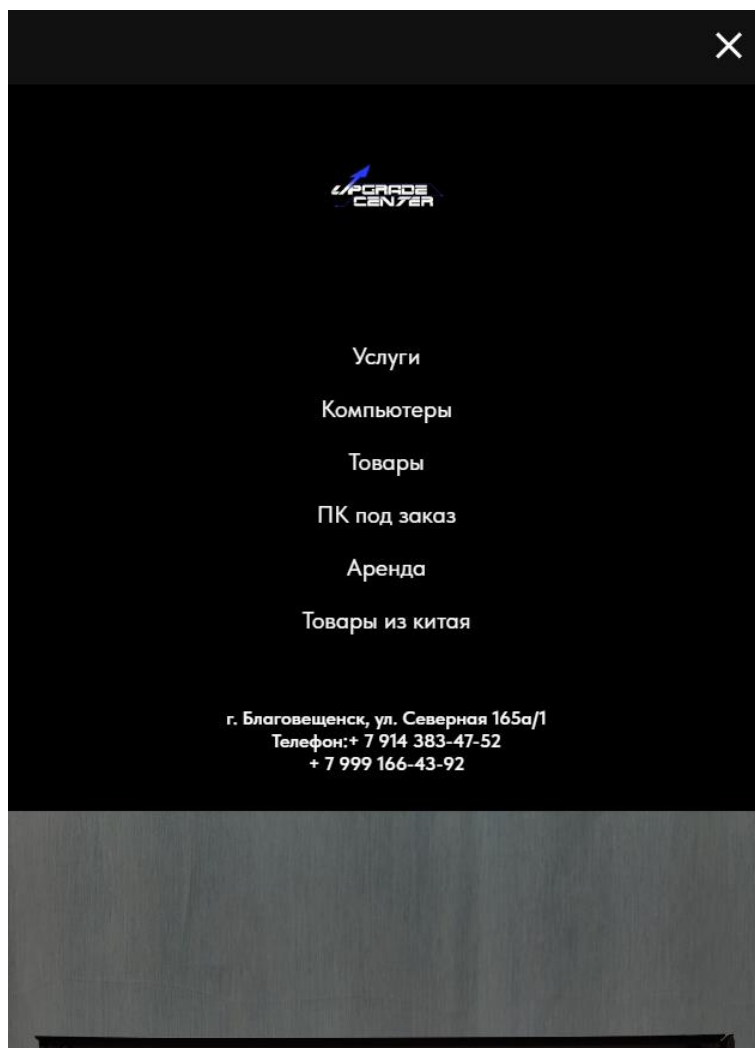 UPGRADE
CENTER
Услуги
Компьютеры
Товары
ПК под заказ
Аренда
Товары из китая
г. Благовещенск, ул. Северная 165а/1
Телефон:+ 7 914 383-47-52
+ 7 999 166-43-92